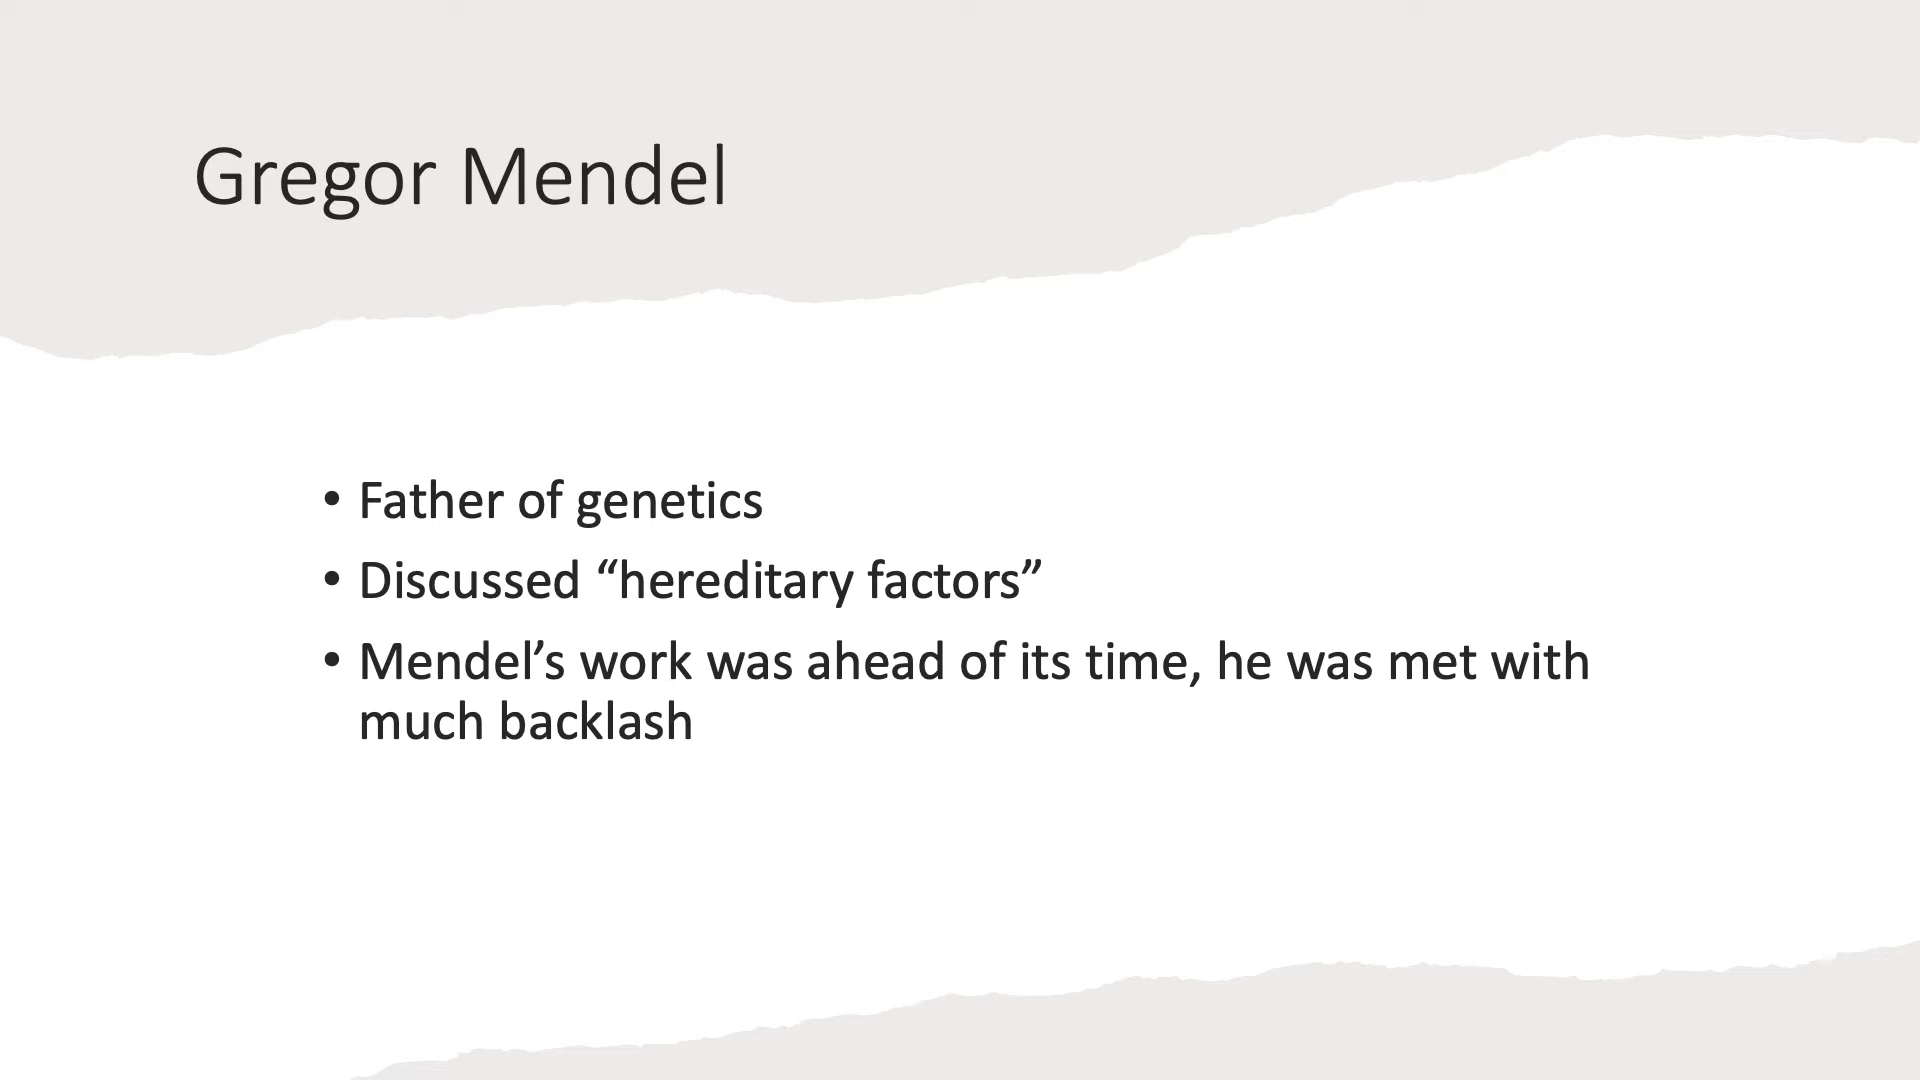 Gregor Mendel
• Father of genetics
• Discussed “hereditary factors”
• Mendel’s work was ahead of its time, he was met with
much backlash